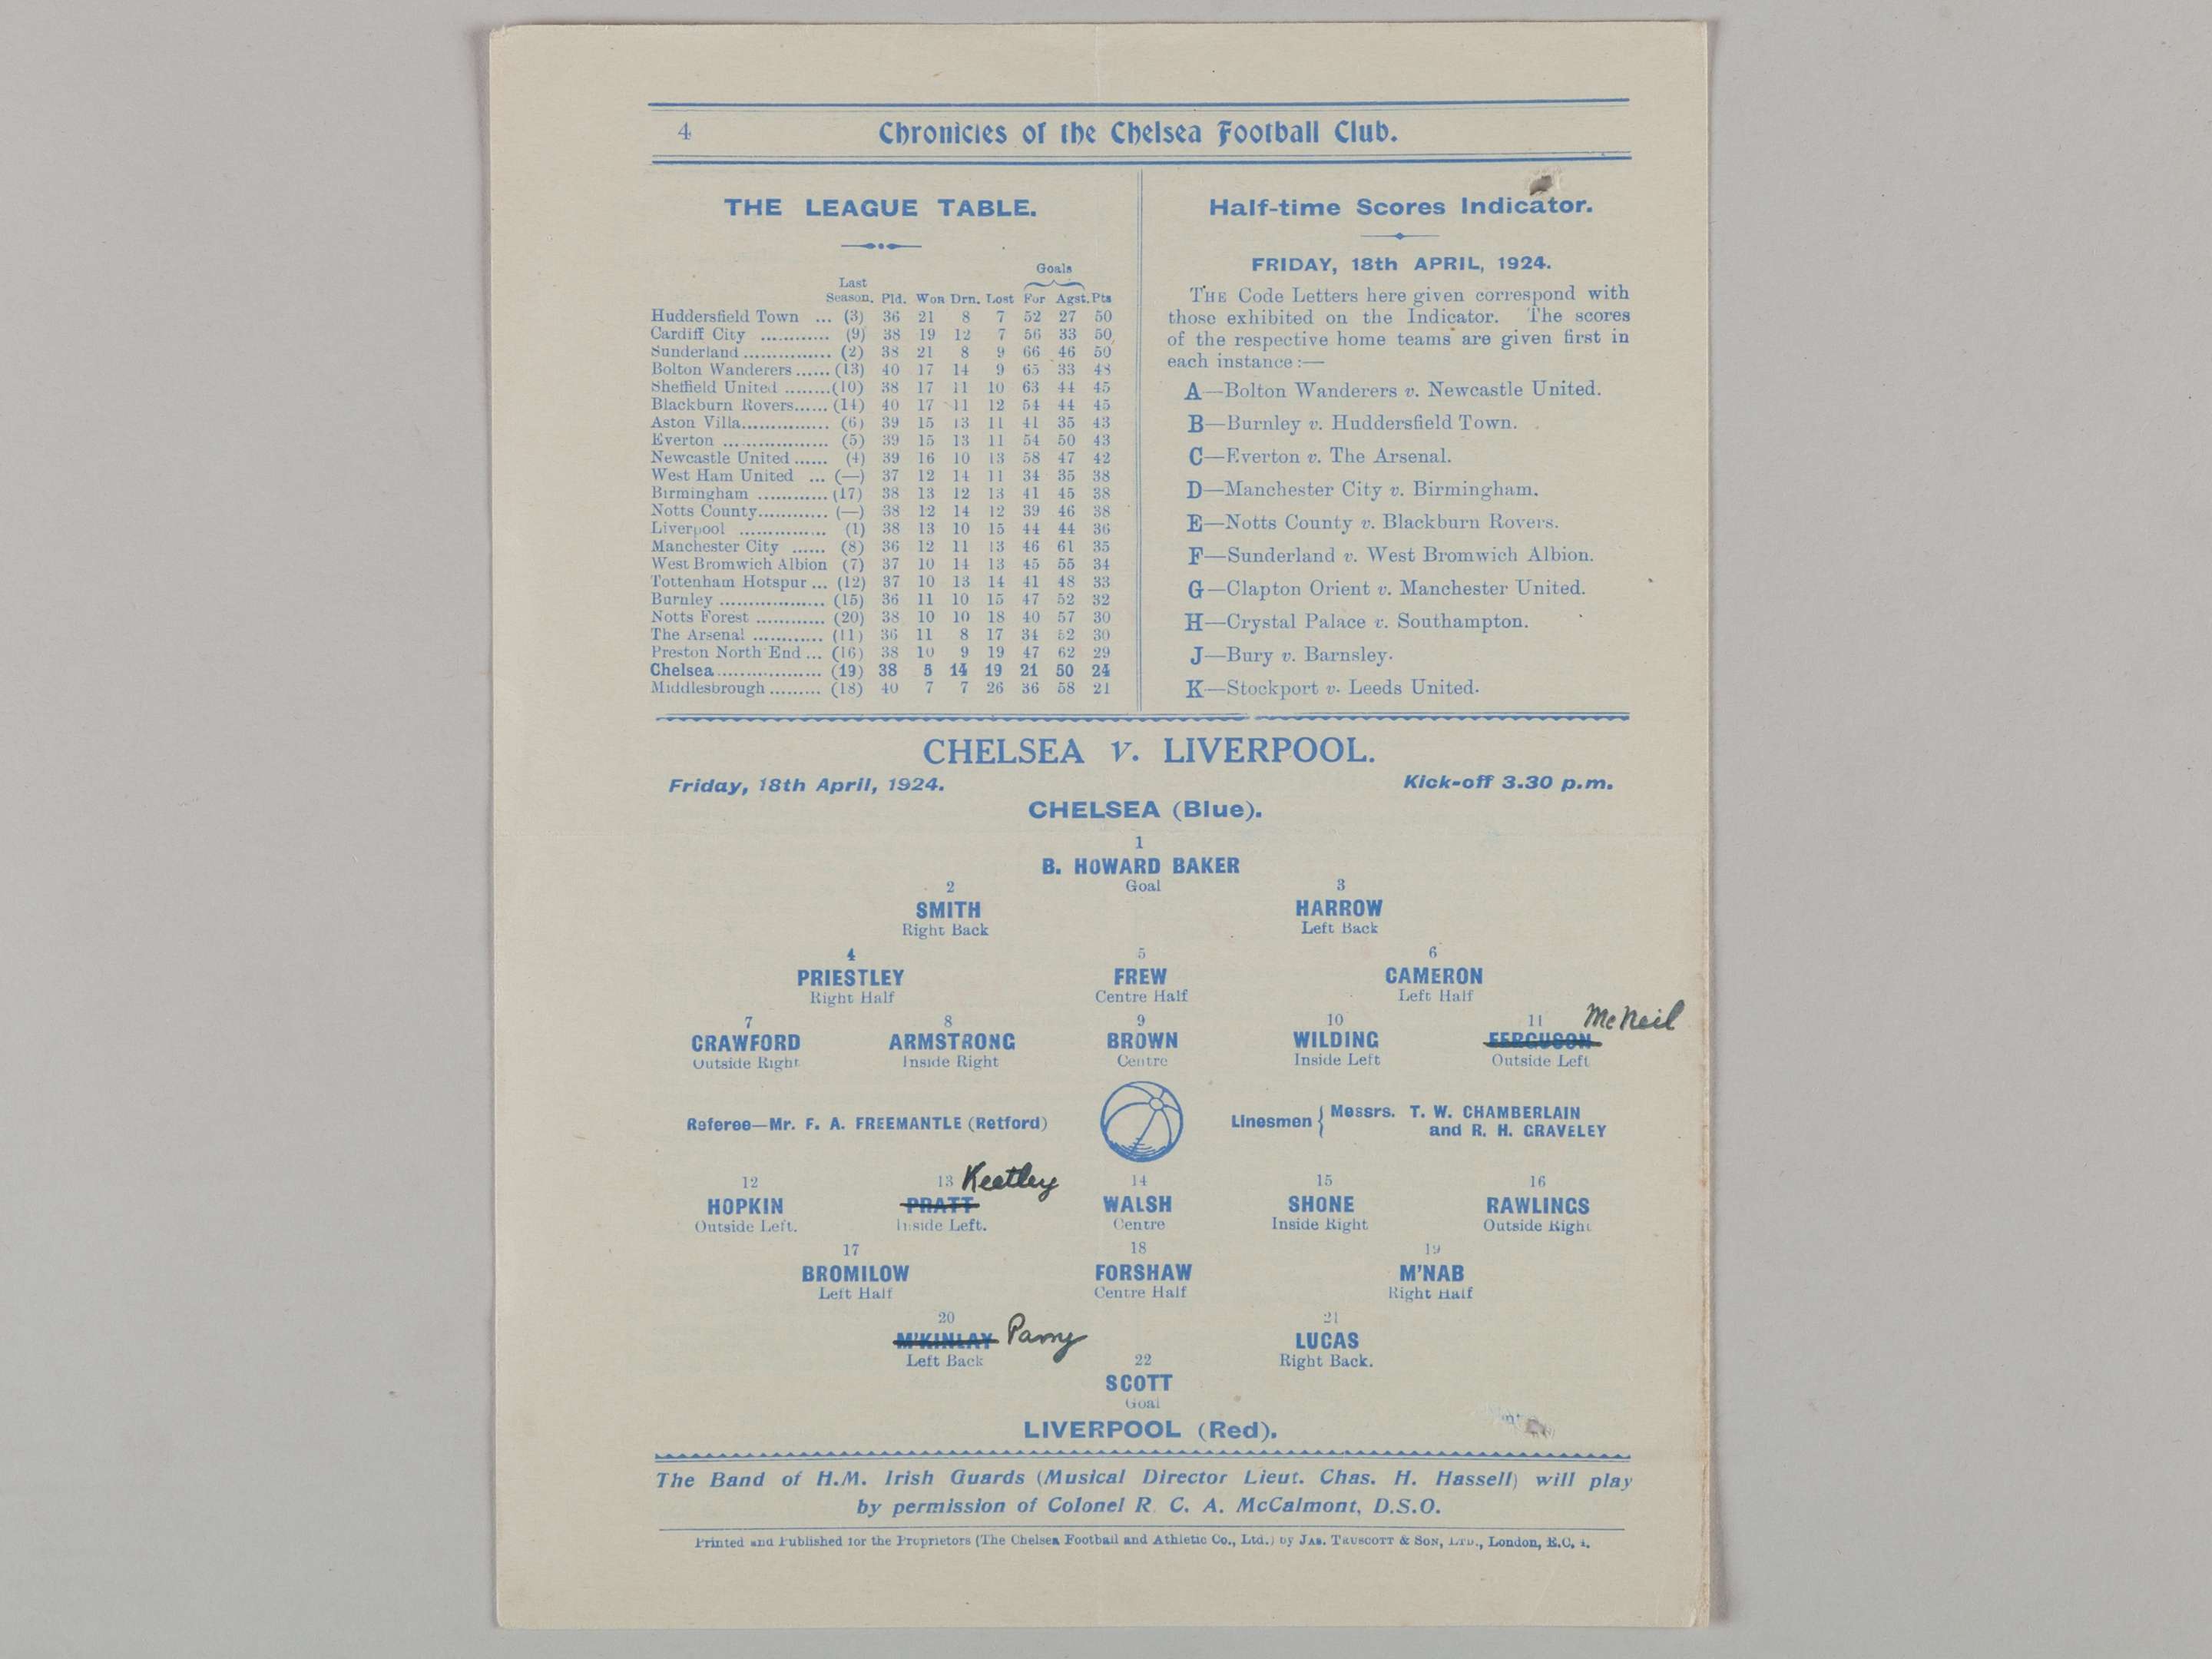 4
Chronicles of the Chelsea Football Club.
THE LEAGUE TABLE.
Goals
Last
Season. Pld. Won Drn. Lost For Agst. Pts
Huddersfield Town ... (3) 36 21 8 7 52 27 50
Cardiff City ............ (9) 38 19 12 7 56 33 50
Sunderland ............... (2) 38 21 8 9 66 46 50
Bolton Wanderers ...... (13) 40 17 14 9 65 33 48
Sheffield United ........ (10) 38 17 11 10 63 44 45
Blackburn Rovers...... (14) 40 17 11 12 54 44 45
Aston Villa............... (6) 39 15 13 11 41 35 43
Everton .................. (5) 39 15 13 11 54 50 43
Newcastle United ...... (4) 39 16 10 13 58 47 42
West Ham United ... (—) 37 12 14 11 34 35 38
Birmingham ............ (17) 38 13 12 13 41 45 38
Notts County............ (—) 38 12 14 12 39 46 38
Liverpool ............... (1) 38 13 10 15 44 44 36
Manchester City ...... (8) 36 12 11 13 46 61 35
West Bromwich Albion (7) 37 10 14 13 45 55 34
Tottenham Hotspur ... (12) 37 10 13 14 41 48 33
Burnley .................. (15) 36 11 10 15 47 52 32
Notts Forest ............ (20) 38 10 10 18 40 57 30
The Arsenal ............ (11) 36 11 8 17 34 52 30
Preston North End ... (16) 38 10 9 19 47 62 29
Chelsea.................. (19) 38 5 14 19 21 50 24
Middlesbrough ......... (18) 40 7 7 26 36 58 21
Half-time Scores Indicator.
FRIDAY, 18th APRIL, 1924.
THE Code Letters here given correspond with
those exhibited on the Indicator. The scores
of the respective home teams are given first in
each instance:—
A—Bolton Wanderers v. Newcastle United.
B—Burnley v. Huddersfield Town.
C—Everton v. The Arsenal.
D—Manchester City v. Birmingham.
E—Notts County v. Blackburn Rovers.
F—Sunderland v. West Bromwich Albion.
G—Clapton Orient v. Manchester United.
H—Crystal Palace v. Southampton.
J—Bury v. Barnsley.
K—Stockport v. Leeds United.
CHELSEA v. LIVERPOOL.
Friday, 18th April, 1924. Kick-off 3.30 p.m.
CHELSEA (Blue).
1
B. HOWARD BAKER
Goal
2 3
SMITH HARROW
Right Back Left Back
4 5 6
PRIESTLEY FREW CAMERON
Right Half Centre Half Left Half
7 8 9 10 11 McNeil
CRAWFORD ARMSTRONG BROWN WILDING FERGUSON
Outside Right Inside Right Centre Inside Left Outside Left
Referee—Mr. F. A. FREEMANTLE (Retford)
Linesmen { Messrs. T. W. CHAMBERLAIN
and R. H. GRAVELEY
12 13 Keetley 14 15 16
HOPKIN PRATT WALSH SHONE RAWLINGS
Outside Left. Inside Left. Centre Inside Right Outside Right
17 18 19
BROMILOW FORSHAW M'NAB
Left Half Centre Half Right Half
20 21
M'KINLAY Parry LUCAS
Left Back Right Back.
22
SCOTT
Goal
LIVERPOOL (Red).
The Band of H.M. Irish Guards (Musical Director Lieut. Chas. H. Hassell) will play
by permission of Colonel R. C. A. McCalmont, D.S.O.
Printed and Published for the Proprietors (The Chelsea Football and Athletic Co., Ltd.) by JAS. TRUSCOTT & SON, LTD., London, E.C. 4.